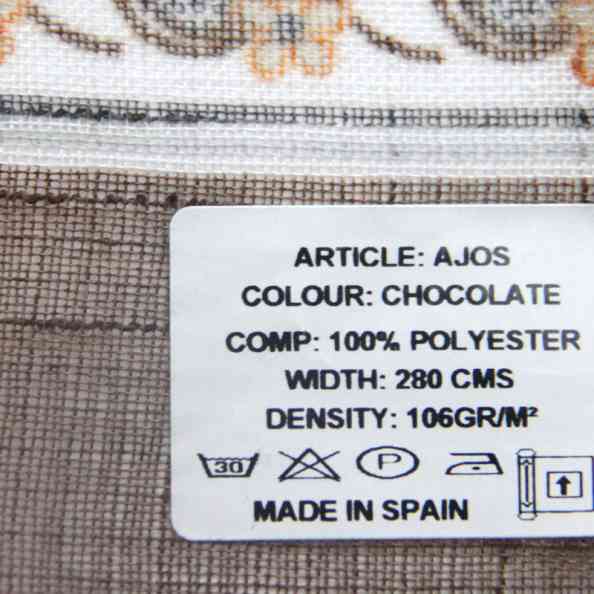 ARTICLE: AJOS
COLOUR: CHOCOLATE
COMP: 100% POLYESTER
WIDTH: 280 CMS
DENSITY: 106GR/M²
30 P
MADE IN SPAIN